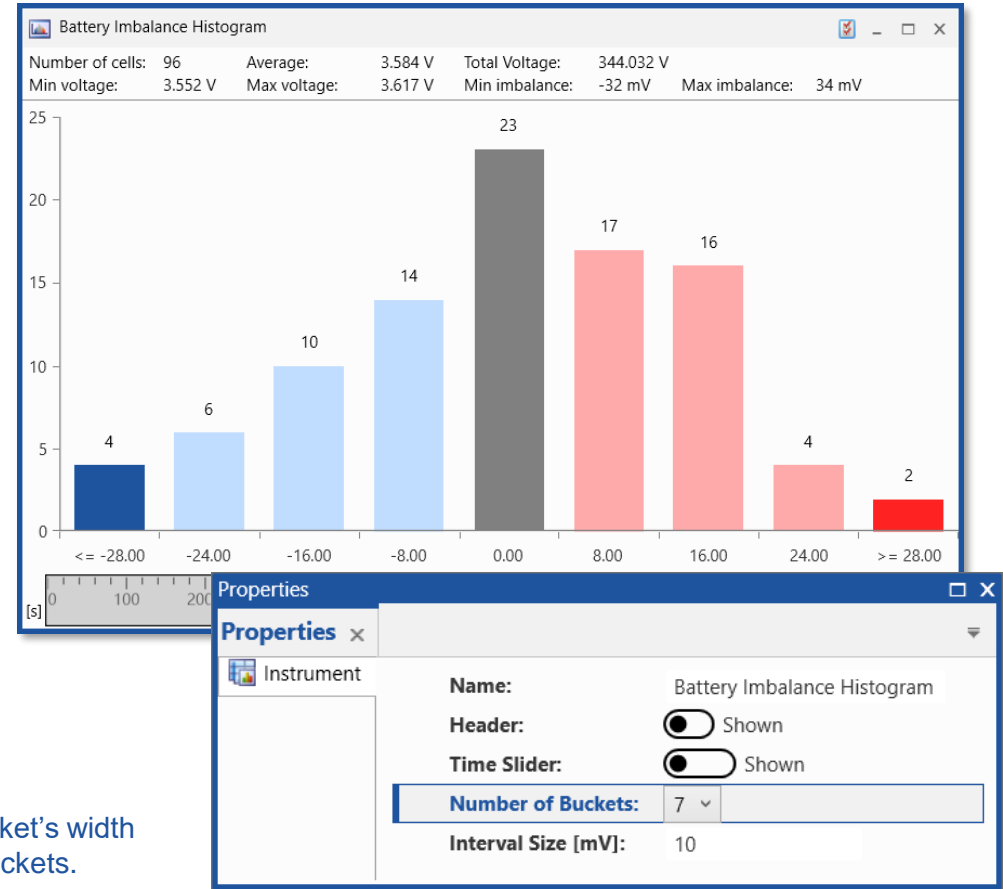 Battery Imbalance Histogram
Number of cells: 96 Average: 3.584 V Total Voltage: 344.032 V
Min voltage: 3.552 V Max voltage: 3.617 V Min imbalance: -32 mV Max imbalance: 34 mV
25
23
20
17
16
15
14
10
10
6
5
4
4
2
0
<= -28.00 -24.00 -16.00 -8.00 0.00 8.00 16.00 24.00 >= 28.00
[s] 0 100 200
Properties
Properties
Instrument
Name: Battery Imbalance Histogram
Header: Shown
Time Slider: Shown
Number of Buckets: 7
Interval Size [mV]: 10
ket's width
ckets.